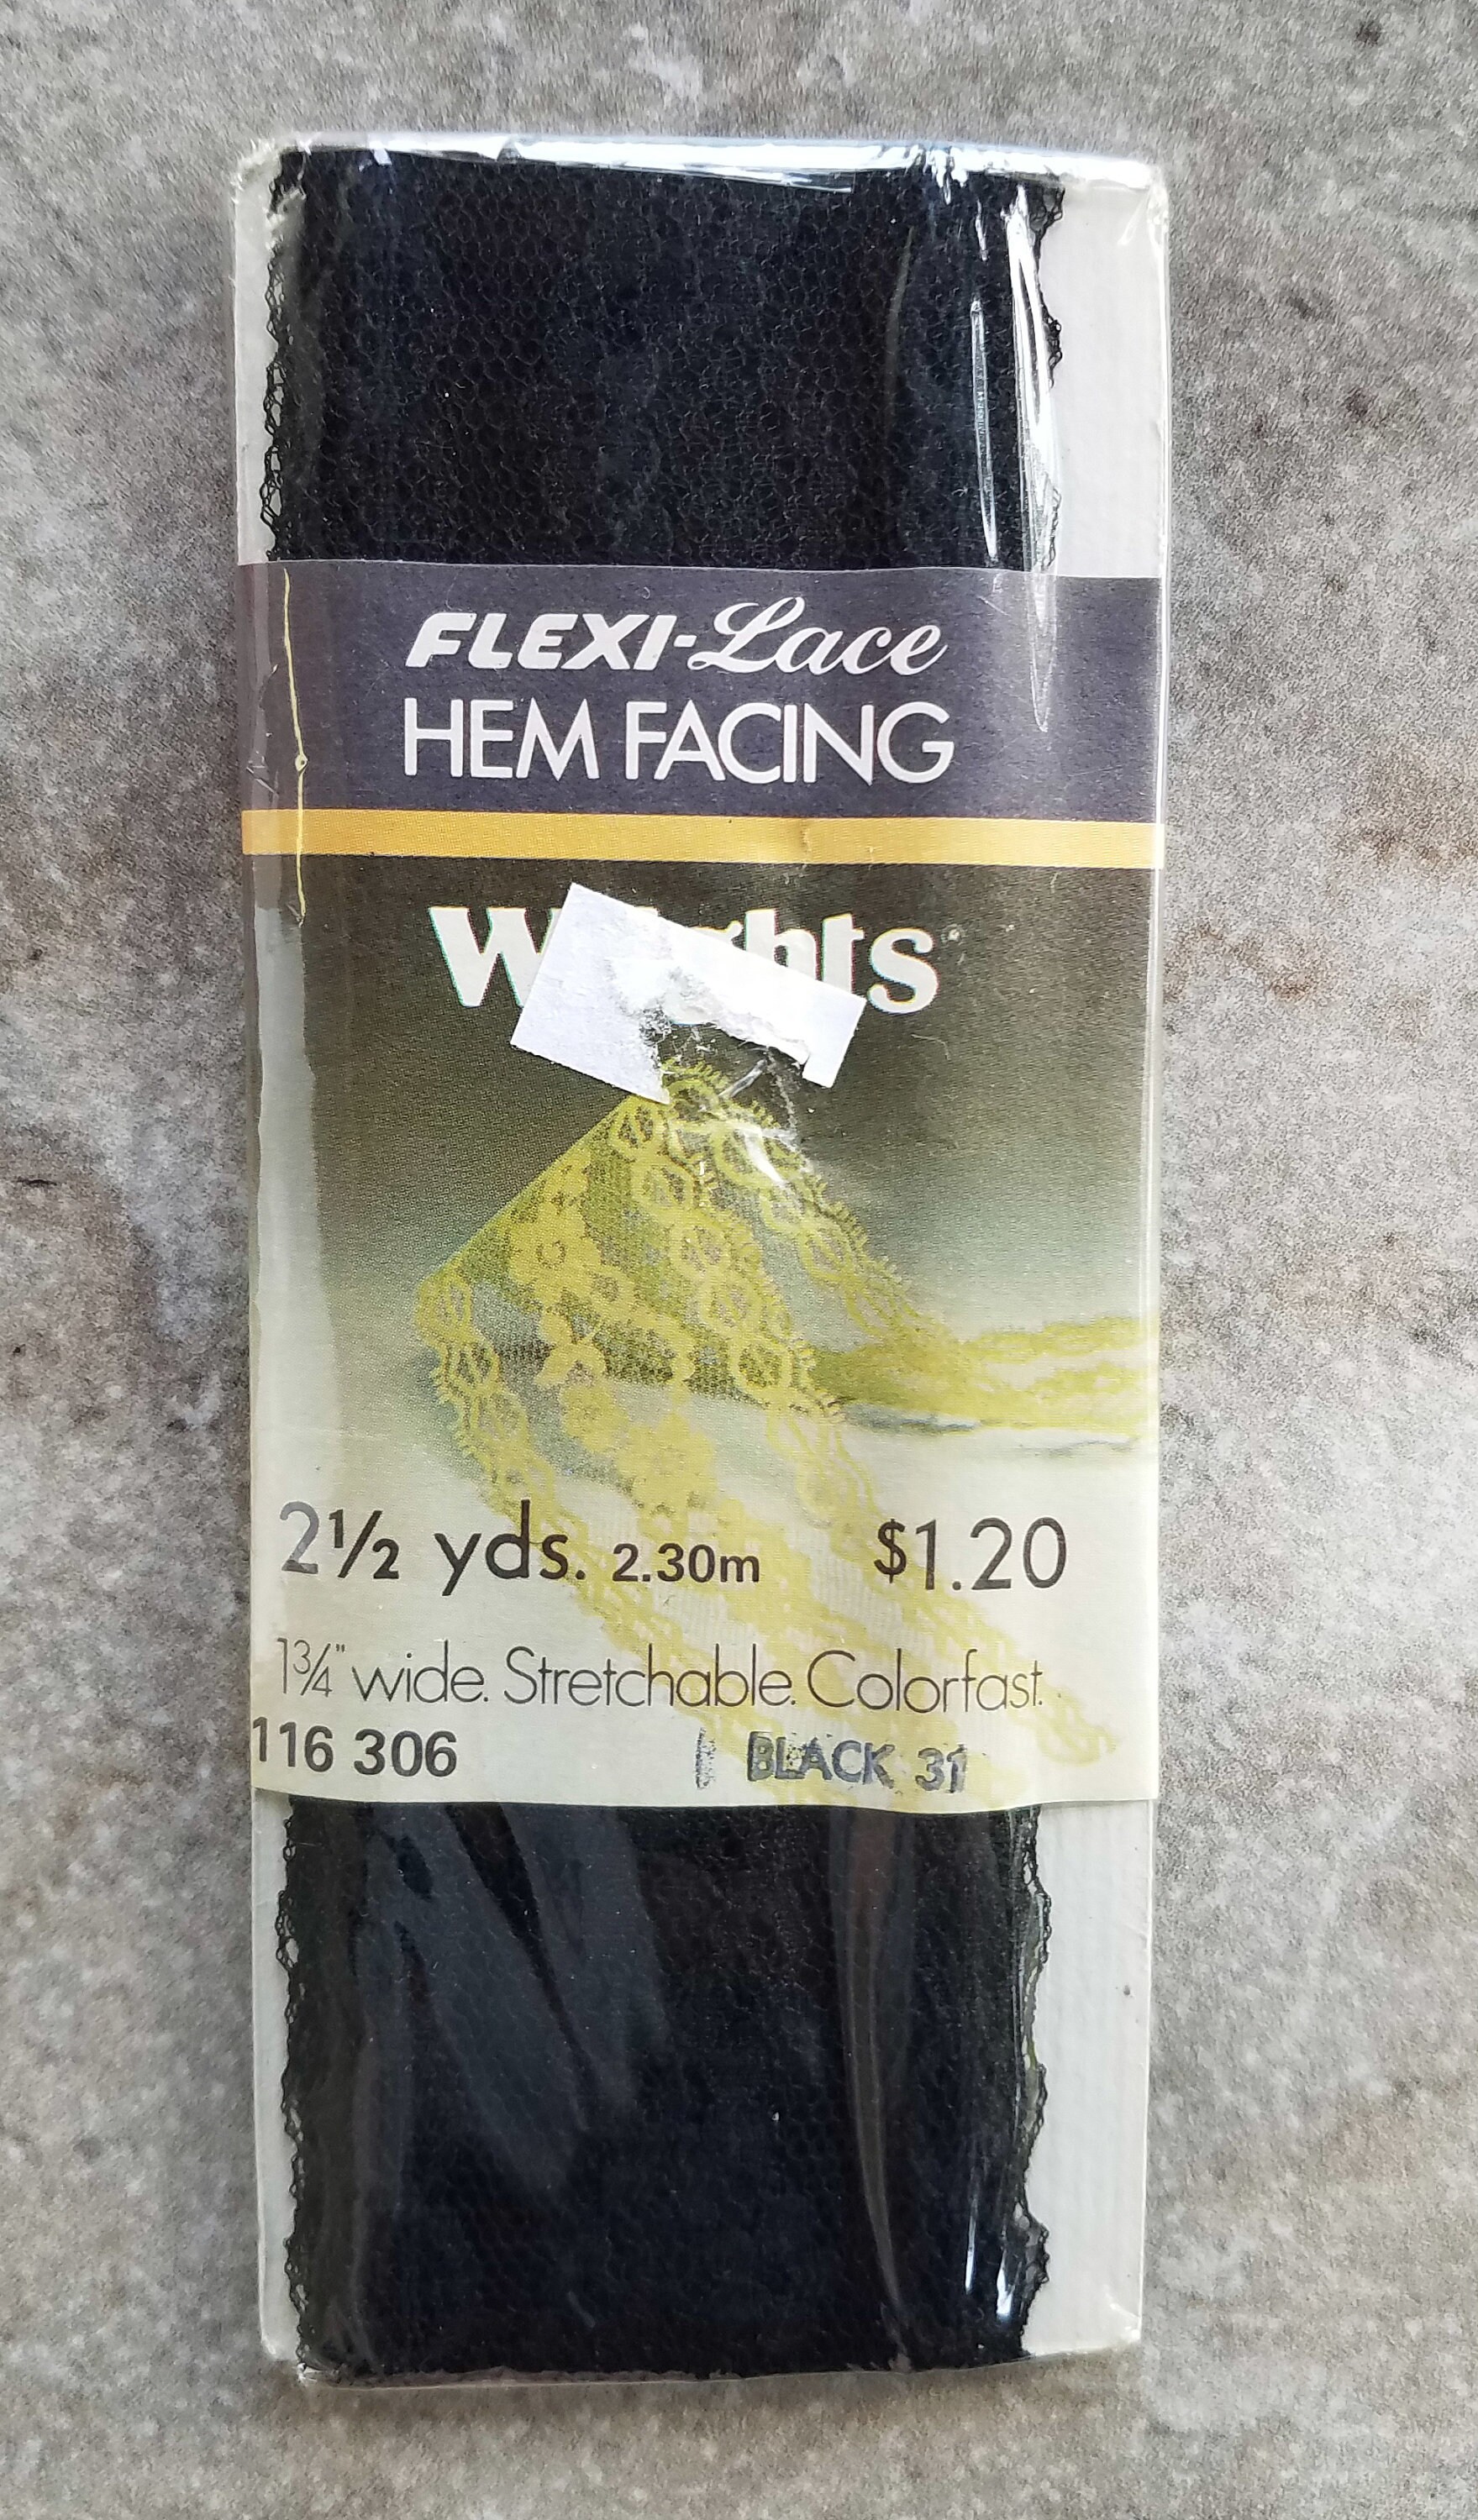 FLEXI-Lace
HEM FACING
2½ yds. 2.30m $1.20
1¾" wide. Stretchable. Colorfast.
116 306 BLACK 31